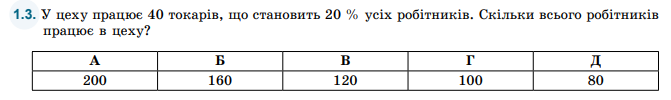 1.3. У цеху працює 40 токарів, що становить 20 % усіх робітників. Скільки всього робітників
працює в цеху?
А Б В Г Д
200 160 120 100 80